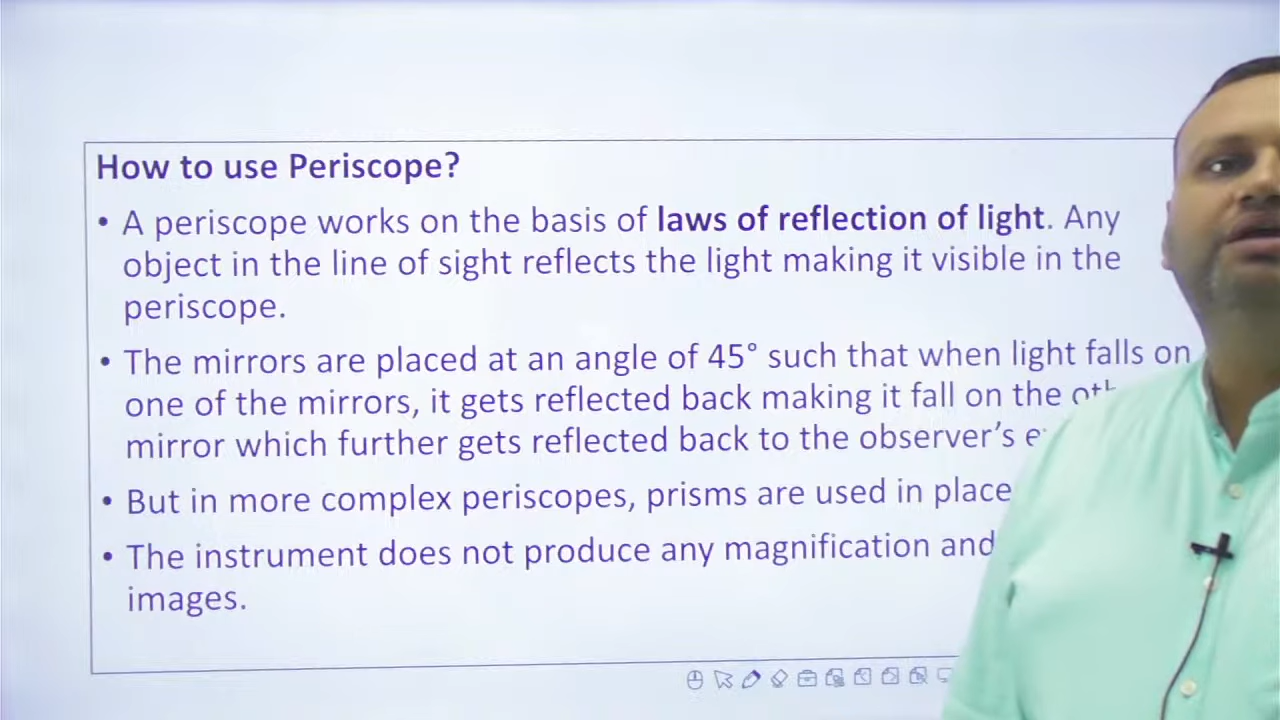 How to use Periscope?
• A periscope works on the basis of laws of reflection of light. Any
object in the line of sight reflects the light making it visible in the
periscope.
• The mirrors are placed at an angle of 45° such that when light falls on
one of the mirrors, it gets reflected back making it fall on the
mirror which further gets reflected back to the observer's
• But in more complex periscopes, prisms are used in place
• The instrument does not produce any magnification and
images.